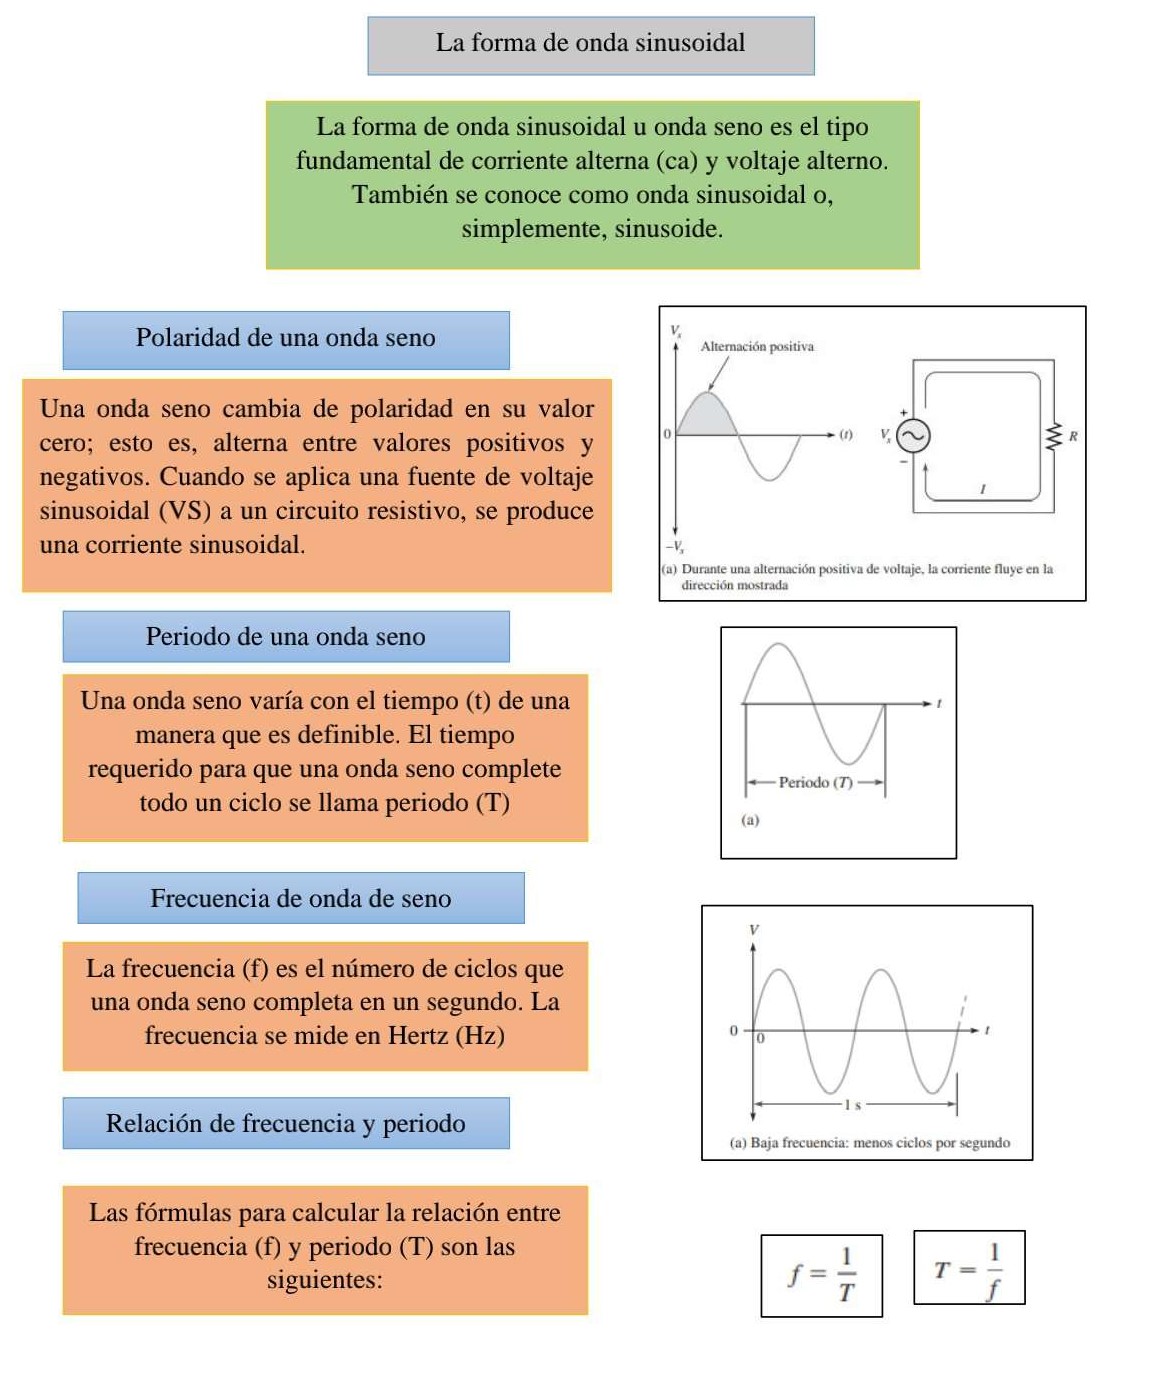 La forma de onda sinusoidal
La forma de onda sinusoidal u onda seno es el tipo
fundamental de corriente alterna (ca) y voltaje alterno.
También se conoce como onda sinusoidal o,
simplemente, sinusoide.
Polaridad de una onda seno
Una onda seno cambia de polaridad en su valor
cero; esto es, alterna entre valores positivos y
negativos. Cuando se aplica una fuente de voltaje
sinusoidal (VS) a un circuito resistivo, se produce
una corriente sinusoidal.
Vs
Alternación positiva
0
(t)
Vs
+
−
R
I
−Vs
(a) Durante una alternación positiva de voltaje, la corriente fluye en la
dirección mostrada
Periodo de una onda seno
Una onda seno varía con el tiempo (t) de una
manera que es definible. El tiempo
requerido para que una onda seno complete
todo un ciclo se llama periodo (T)
t
Periodo (T)
(a)
Frecuencia de onda de seno
La frecuencia (f) es el número de ciclos que
una onda seno completa en un segundo. La
frecuencia se mide en Hertz (Hz)
V
0
0
t
1 s
(a) Baja frecuencia: menos ciclos por segundo
Relación de frecuencia y periodo
Las fórmulas para calcular la relación entre
frecuencia (f) y periodo (T) son las
siguientes:
f = 1/T
T = 1/f